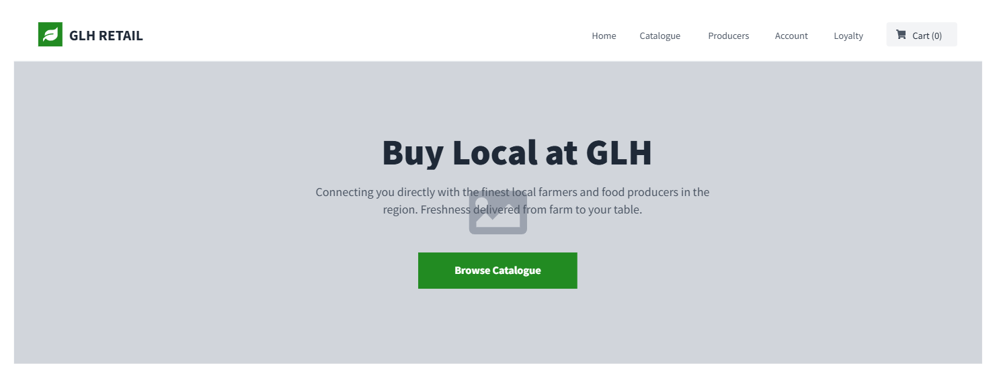 GLH RETAIL
Home Catalogue Producers Account Loyalty Cart (0)
Buy Local at GLH
Connecting you directly with the finest local farmers and food producers in the
region. Freshness delivered from farm to your table.
Browse Catalogue